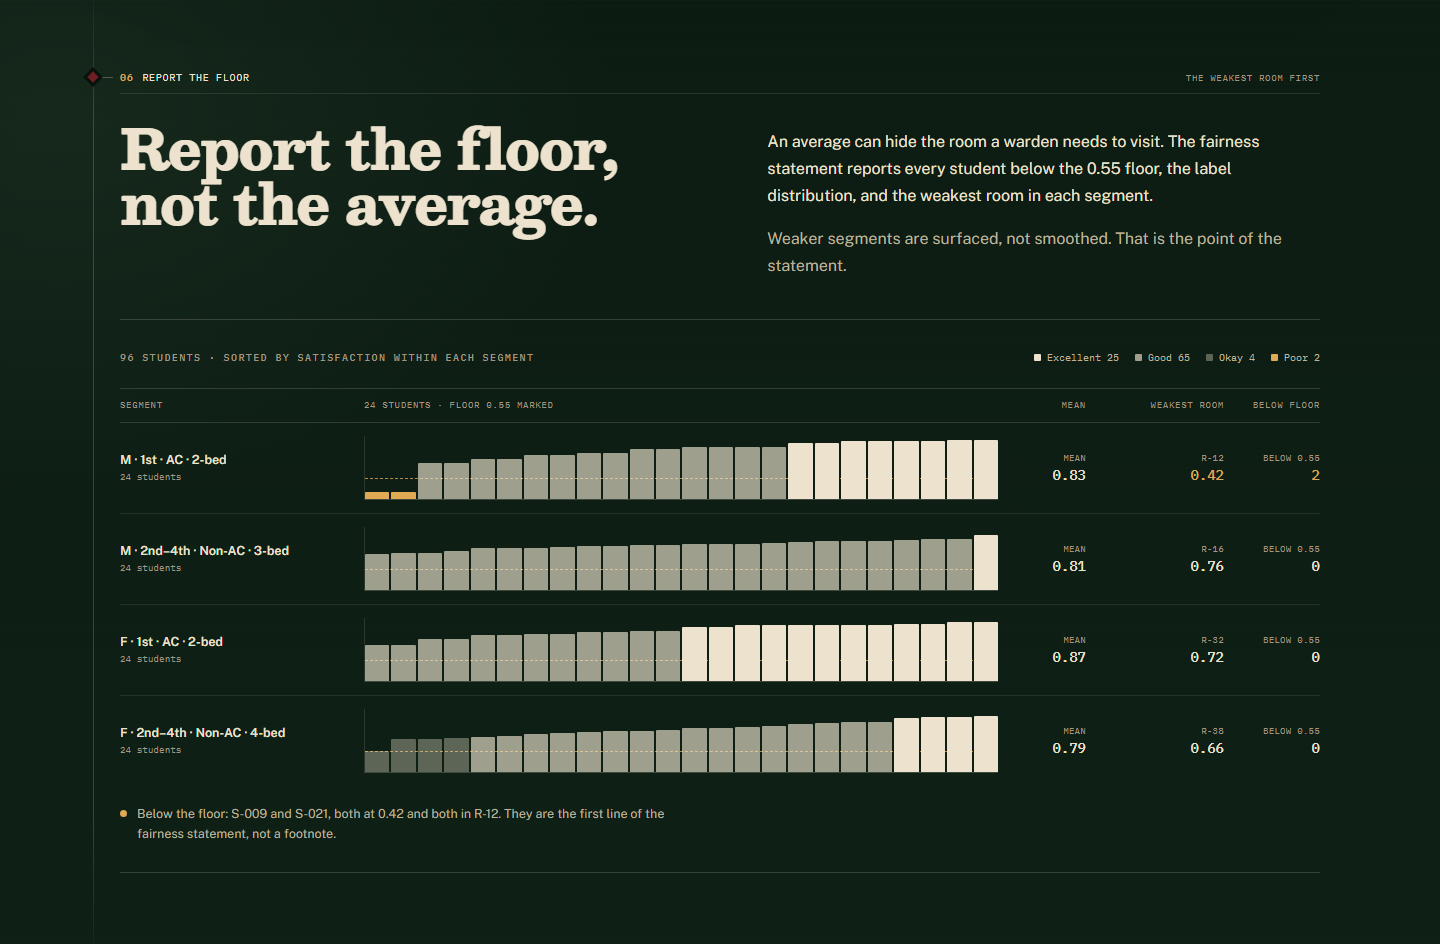 06 REPORT THE FLOOR
THE WEAKEST ROOM FIRST
Report the floor,
not the average.
An average can hide the room a warden needs to visit. The fairness
statement reports every student below the 0.55 floor, the label
distribution, and the weakest room in each segment.
Weaker segments are surfaced, not smoothed. That is the point of the
statement.
96 STUDENTS · SORTED BY SATISFACTION WITHIN EACH SEGMENT
Excellent 25 Good 65 Okay 4 Poor 2
SEGMENT 24 STUDENTS · FLOOR 0.55 MARKED MEAN WEAKEST ROOM BELOW FLOOR
M · 1st · AC · 2-bed
24 students
MEAN R-12 BELOW 0.55
0.83 0.42 2
M · 2nd–4th · Non-AC · 3-bed
24 students
MEAN R-16 BELOW 0.55
0.81 0.76 0
F · 1st · AC · 2-bed
24 students
MEAN R-32 BELOW 0.55
0.87 0.72 0
F · 2nd–4th · Non-AC · 4-bed
24 students
MEAN R-38 BELOW 0.55
0.79 0.66 0
Below the floor: S-009 and S-021, both at 0.42 and both in R-12. They are the first line of the
fairness statement, not a footnote.